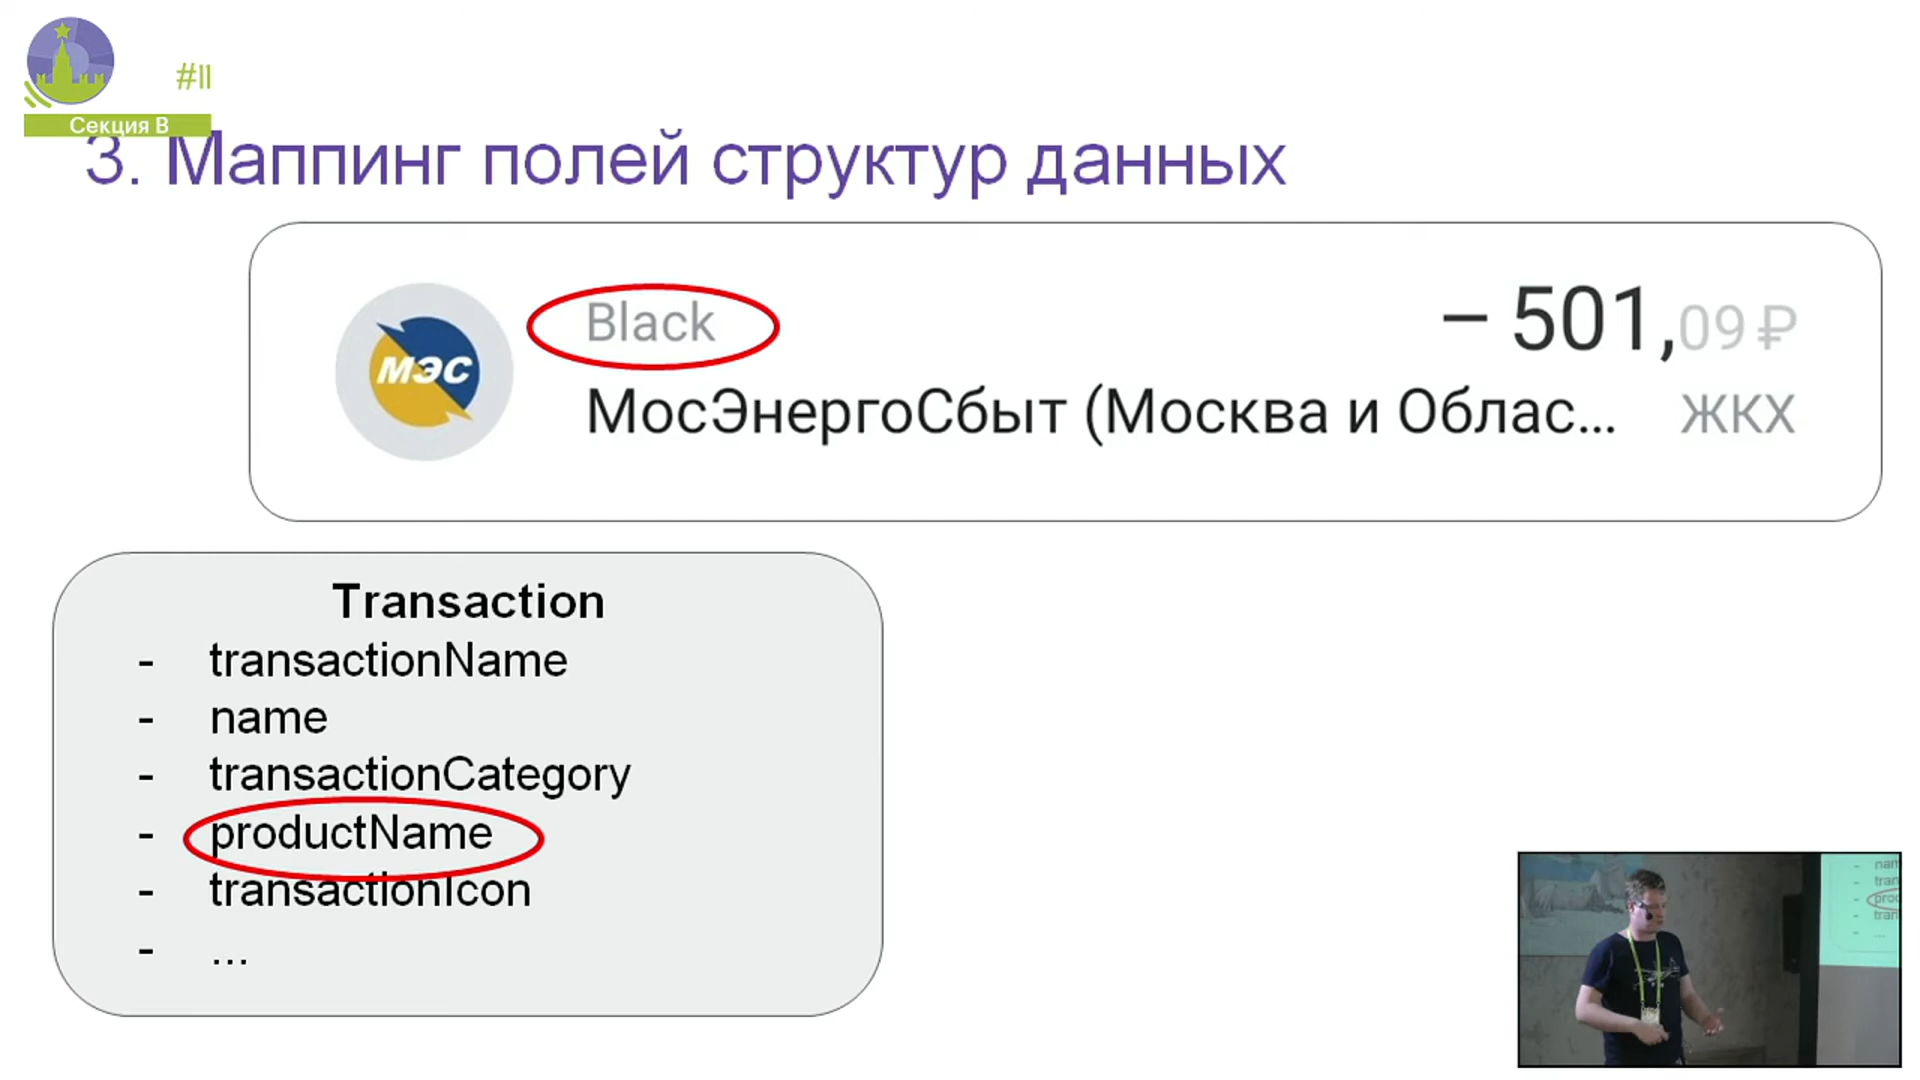 #11
Секция B
3. Маппинг полей структур данных
Black
– 501,09 ₽
МЭС
МосЭнергоСбыт (Москва и Облас...
ЖКХ
Transaction
- transactionName
- name
- transactionCategory
- productName
- transactionIcon
- ...